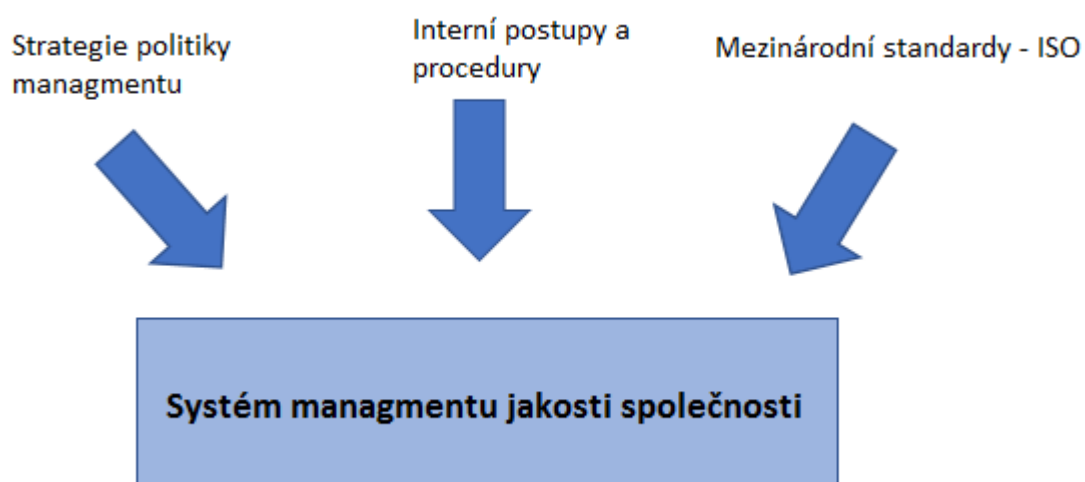 Strategie politiky
managmentu
Interní postupy a
procedury
Mezinárodní standardy - ISO
Systém managmentu jakosti společnosti